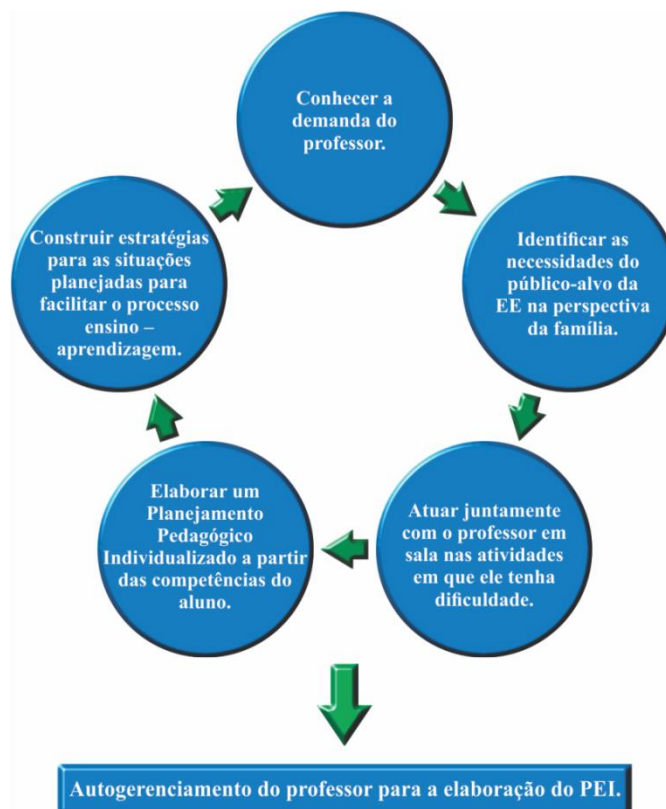 Conhecer a
demanda do
professor.
Identificar as
necessidades do
público-alvo da
EE na perspectiva
da família.
Atuar juntamente
com o professor em
sala nas atividades
em que ele tenha
dificuldade.
Elaborar um
Planejamento
Pedagógico
Individualizado a partir
das competências do
aluno.
Construir estratégias
para as situações
planejadas para
facilitar o processo
ensino –
aprendizagem.
Autogerenciamento do professor para a elaboração do PEI.